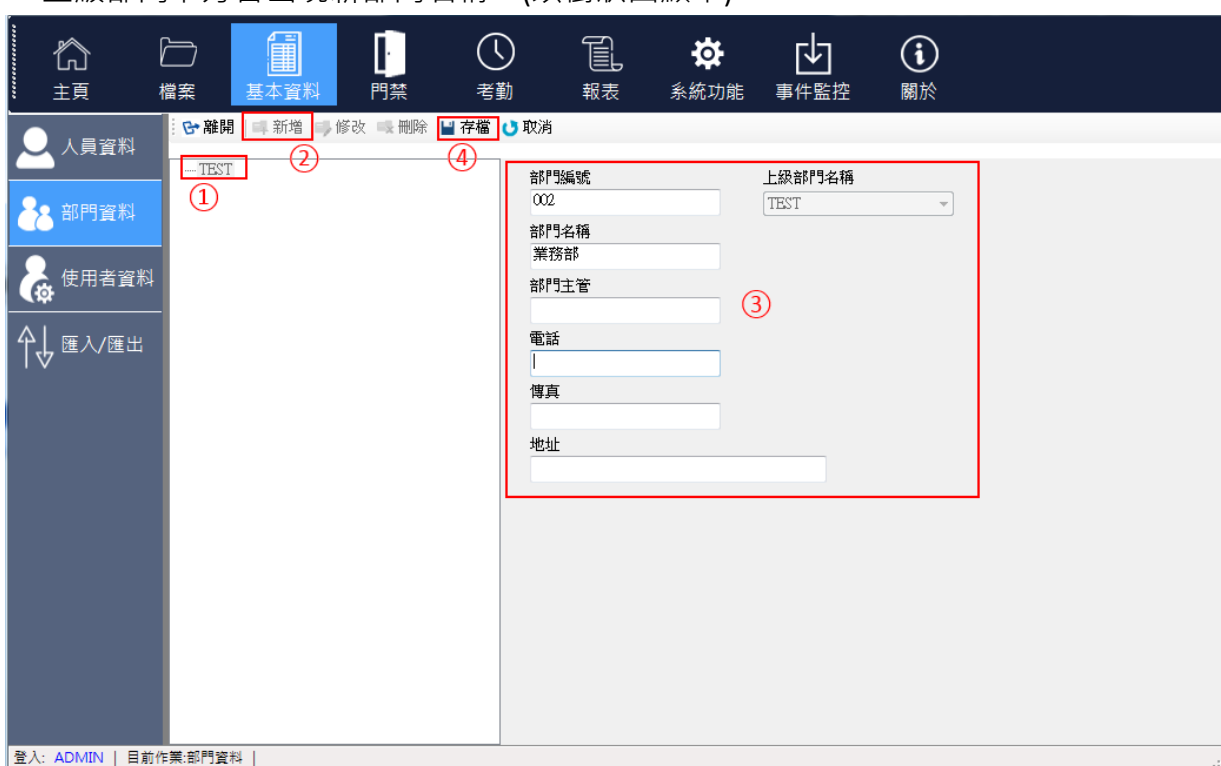 主頁 檔案 基本資料 門禁 考勤 報表 系統功能 事件監控 關於
人員資料
部門資料
使用者資料
匯入/匯出
離開 新增 修改 刪除 存檔 取消
② ④
TEST
①
部門編號 上級部門名稱
002 TEST
部門名稱
業務部
部門主管
③
電話
傳真
地址
登入: ADMIN | 目前作業:部門資料 |